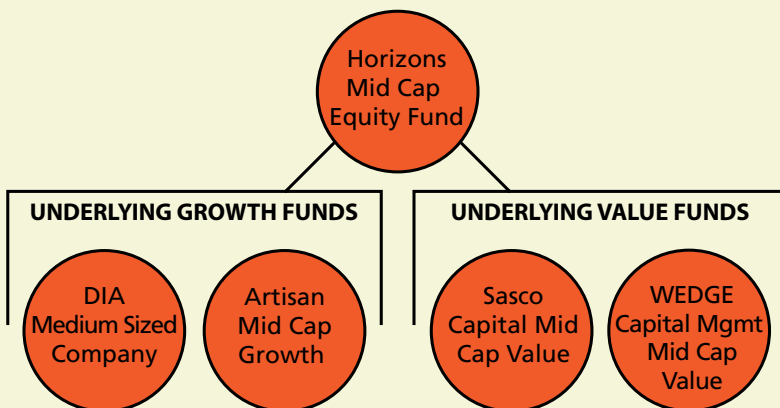 Horizons
Mid Cap
Equity Fund
UNDERLYING GROWTH FUNDS
DIA
Medium Sized
Company
Artisan
Mid Cap
Growth
UNDERLYING VALUE FUNDS
Sasco
Capital Mid
Cap Value
WEDGE
Capital Mgmt
Mid Cap
Value